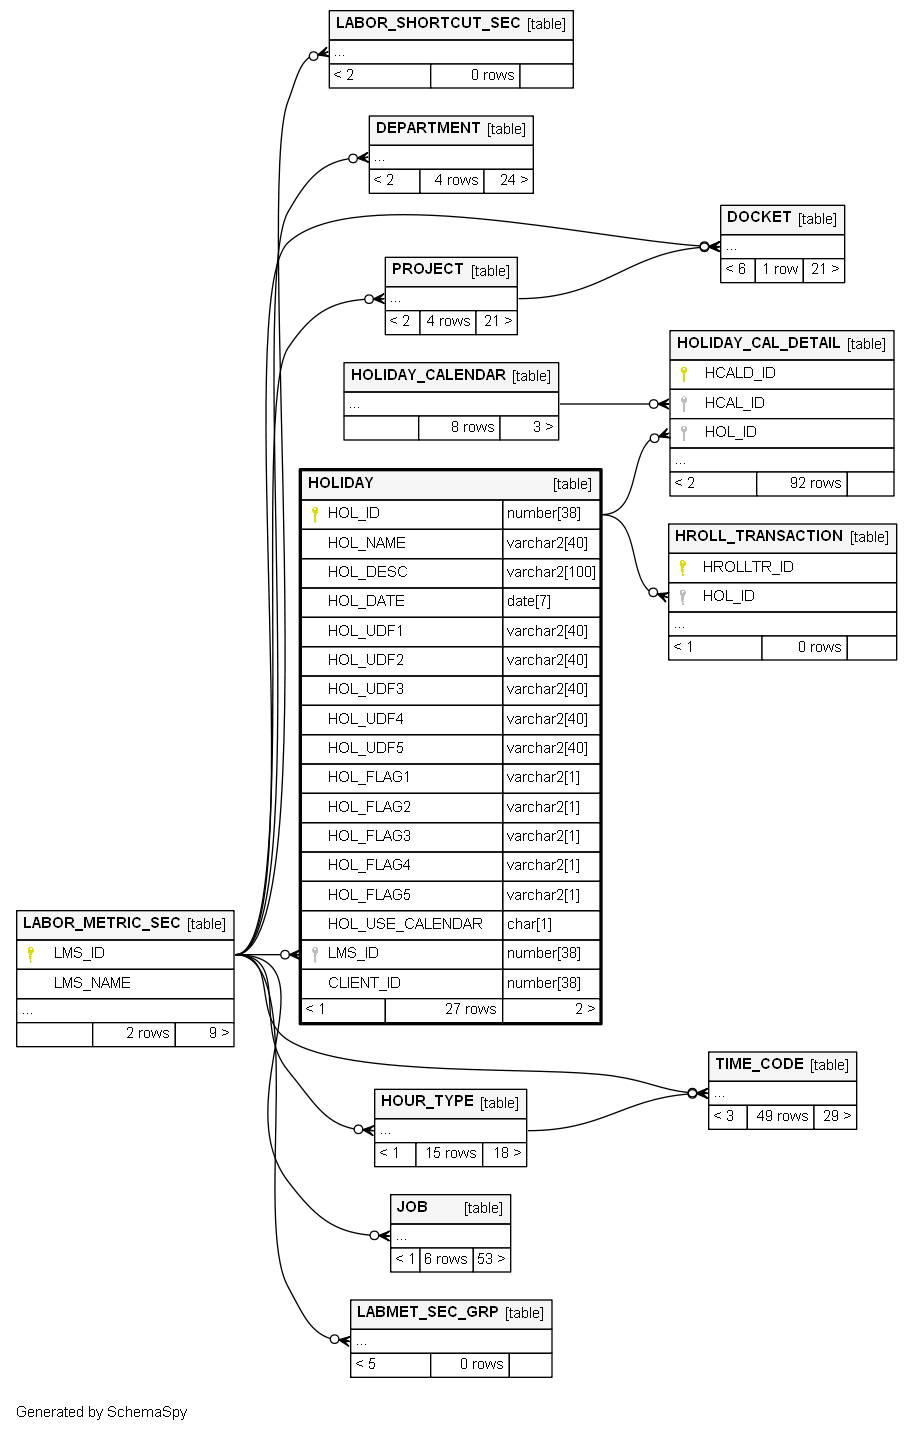 LABOR_SHORTCUT_SEC [table]
...
< 2 0 rows
DEPARTMENT [table]
...
< 2 4 rows 24 >
DOCKET [table]
...
< 6 1 row 21 >
PROJECT [table]
...
< 2 4 rows 21 >
HOLIDAY_CAL_DETAIL [table]
HCALD_ID
HCAL_ID
HOL_ID
...
< 2 92 rows
HOLIDAY_CALENDAR [table]
...
8 rows 3 >
HOLIDAY [table]
HOL_ID number[38]
HOL_NAME varchar2[40]
HOL_DESC varchar2[100]
HOL_DATE date[7]
HOL_UDF1 varchar2[40]
HOL_UDF2 varchar2[40]
HOL_UDF3 varchar2[40]
HOL_UDF4 varchar2[40]
HOL_UDF5 varchar2[40]
HOL_FLAG1 varchar2[1]
HOL_FLAG2 varchar2[1]
HOL_FLAG3 varchar2[1]
HOL_FLAG4 varchar2[1]
HOL_FLAG5 varchar2[1]
HOL_USE_CALENDAR char[1]
LMS_ID number[38]
CLIENT_ID number[38]
< 1 27 rows 2 >
HROLL_TRANSACTION [table]
HROLLTR_ID
HOL_ID
...
< 1 0 rows
LABOR_METRIC_SEC [table]
LMS_ID
LMS_NAME
...
2 rows 9 >
TIME_CODE [table]
...
< 3 49 rows 29 >
HOUR_TYPE [table]
...
< 1 15 rows 18 >
JOB [table]
...
< 1 6 rows 53 >
LABMET_SEC_GRP [table]
...
< 5 0 rows
Generated by SchemaSpy